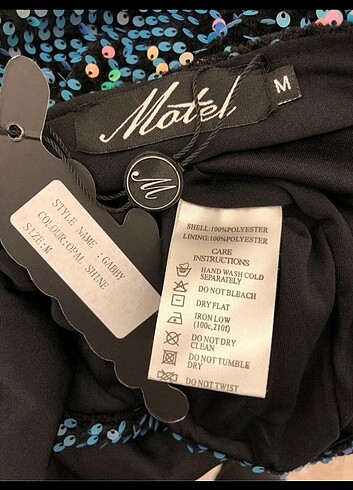 Motel
M
M
STYLE NAME :GABBY
COLOUR:OPAL SHINE
SIZE:M
SHELL:100%POLYESTER
LINING:100%POLYESTER
CARE
INSTRUCTIONS
HAND WASH COLD
SEPARATELY
DO NOT BLEACH
DRY FLAT
IRON LOW
(100c,210f)
DO NOT DRY
CLEAN
DO NOT TUMBLE
DRY
DO NOT TWIST